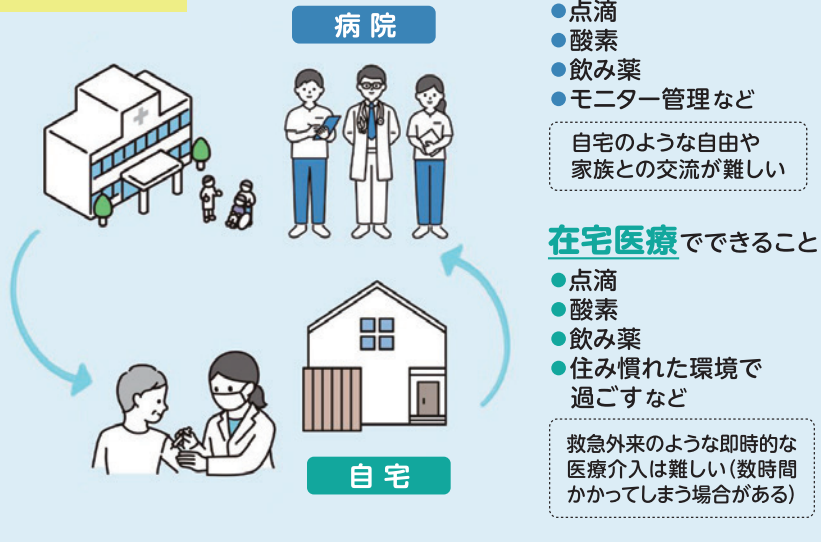 病院
●点滴
●酸素
●飲み薬
●モニター管理など
自宅のような自由や
家族との交流が難しい
在宅医療でできること
●点滴
●酸素
●飲み薬
●住み慣れた環境で
過ごすなど
救急外来のような即時的な
医療介入は難しい(数時間
かかってしまう場合がある)
自宅